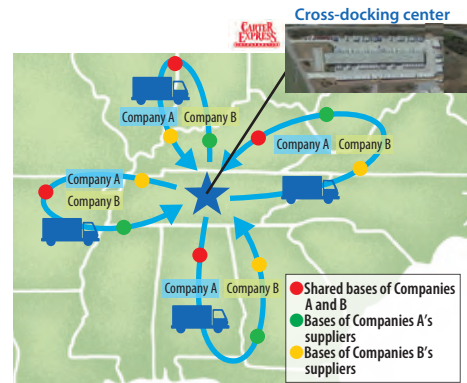 Cross-docking center
CARTER
EXPRESS
Company A
Company B
Company A
Company B
Company A
Company B
Company A
Company B
Shared bases of Companies
A and B
Bases of Companies A's
suppliers
Bases of Companies B's
suppliers